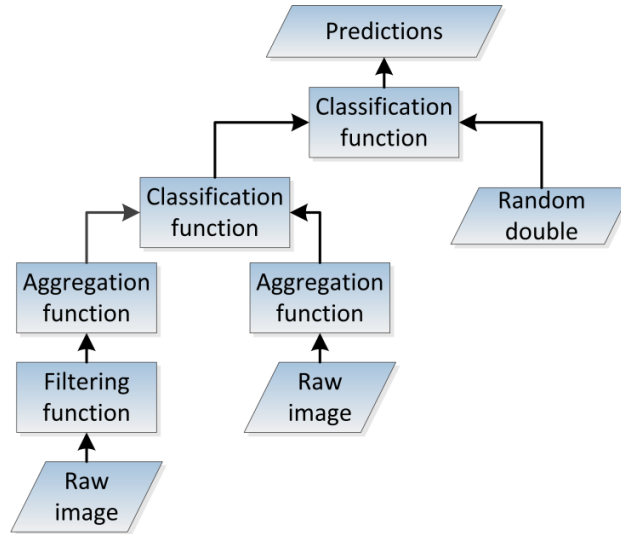 Predictions
Classification
function
Classification
function
Random
double
Aggregation
function
Aggregation
function
Filtering
function
Raw
image
Raw
image